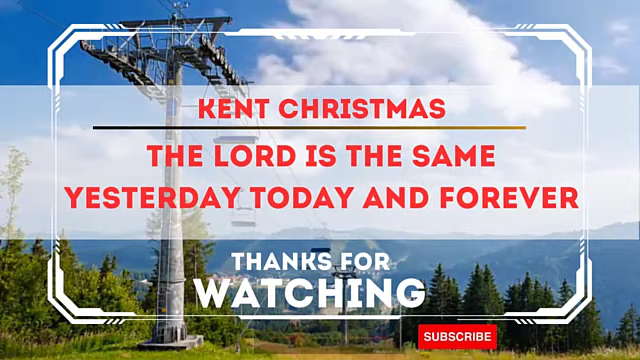 KENT CHRISTMAS
THE LORD IS THE SAME
YESTERDAY TODAY AND FOREVER
THANKS FOR
WATCHING
SUBSCRIBE